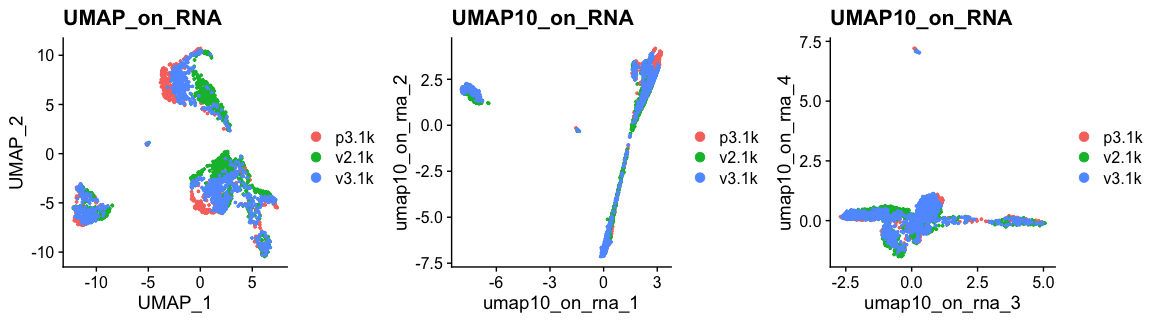 UMAP_on_RNA
UMAP_2
10
5
0
-5
-10
-10
-5
0
5
UMAP_1
p3.1k
v2.1k
v3.1k
UMAP10_on_RNA
umap10_on_rna_2
2.5
0.0
-2.5
-5.0
-7.5
-6
-3
0
3
umap10_on_rna_1
p3.1k
v2.1k
v3.1k
UMAP10_on_RNA
umap10_on_rna_4
7.5
5.0
2.5
0.0
-2.5
0.0
2.5
5.0
umap10_on_rna_3
p3.1k
v2.1k
v3.1k